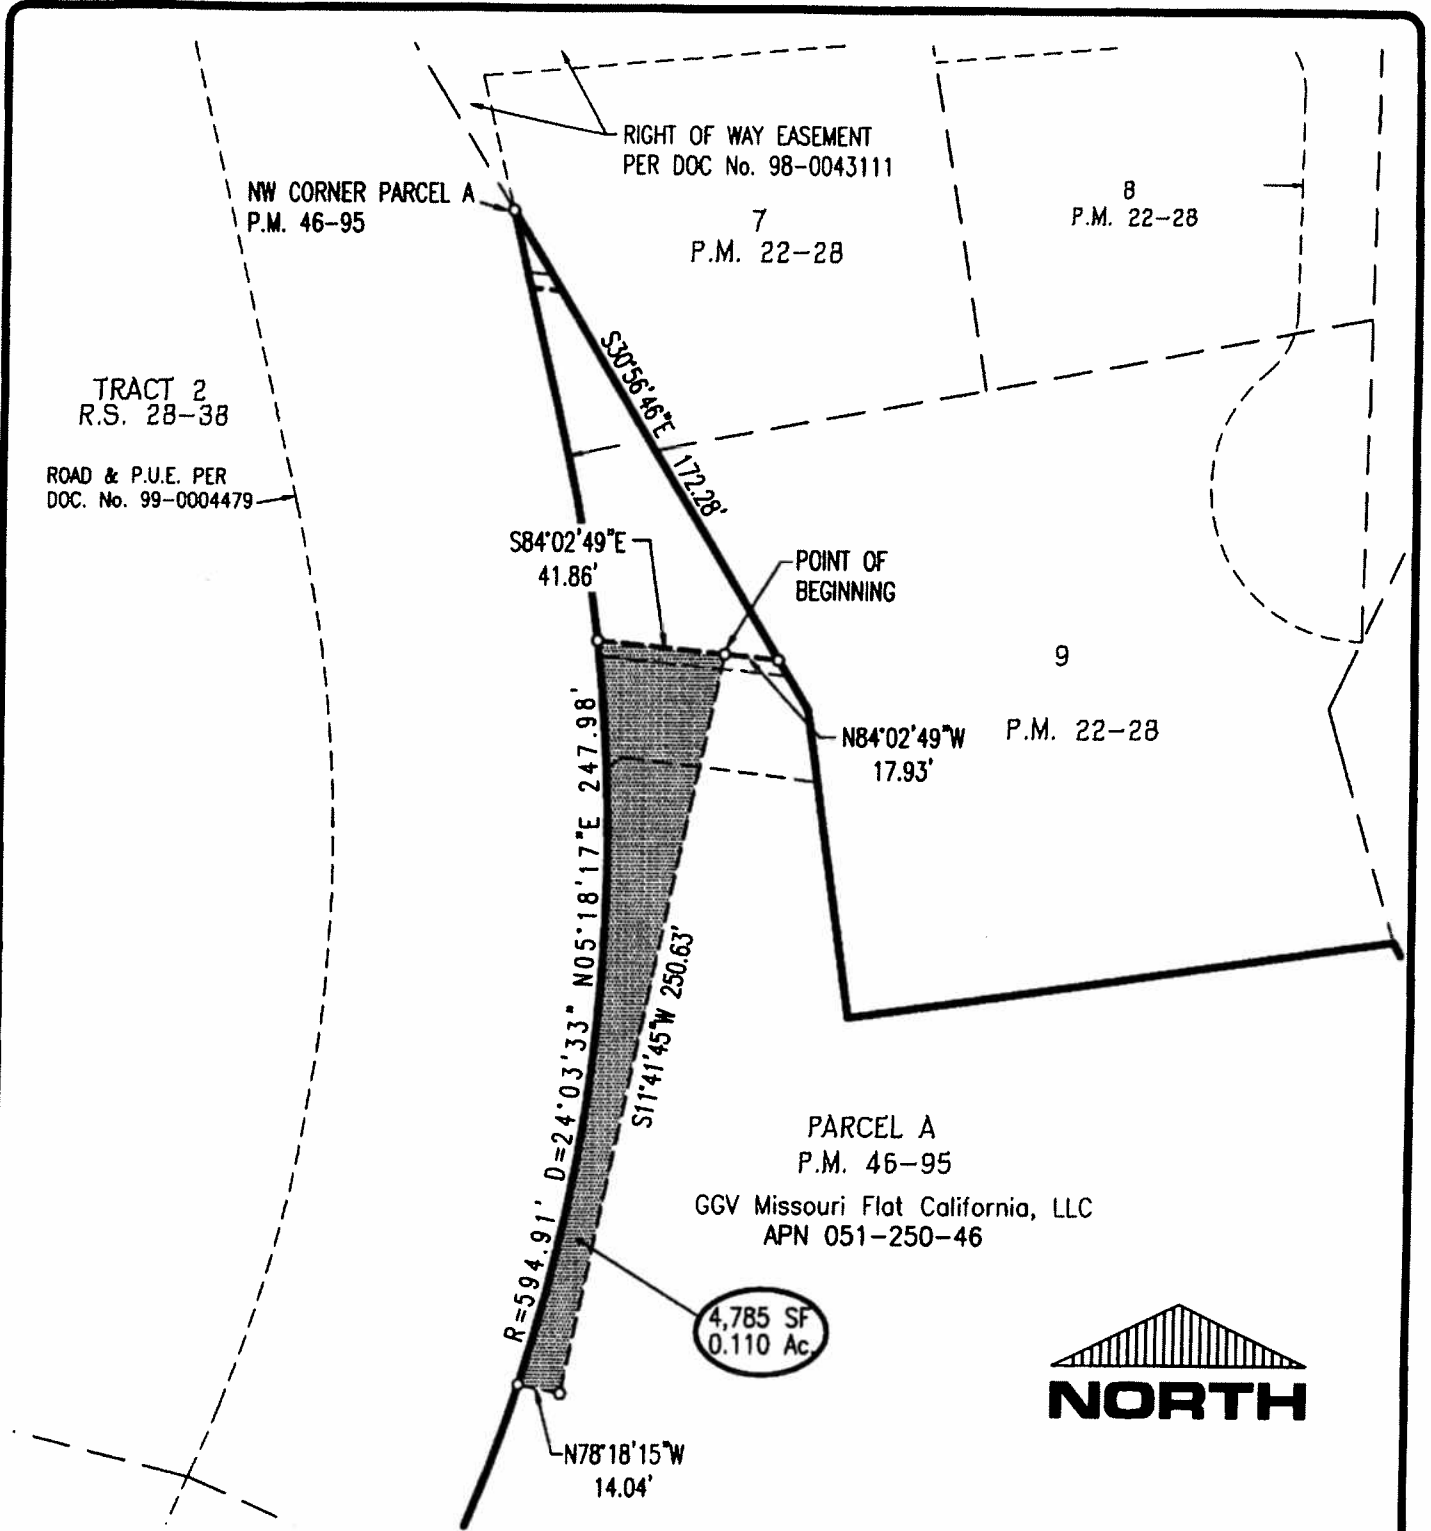 RIGHT OF WAY EASEMENT
PER DOC No. 98-0043111
NW CORNER PARCEL A
P.M. 46-95
7
P.M. 22-28
8
P.M. 22-28
TRACT 2
R.S. 28-38
ROAD & P.U.E. PER
DOC. No. 99-0004479
S30°56'46"E 172.28'
S84°02'49"E
41.86'
POINT OF
BEGINNING
9
P.M. 22-28
N84°02'49"W
17.93'
R=594.91' D=24°03'33" N05°18'17"E 247.98'
S11°41'45"W 250.63'
PARCEL A
P.M. 46-95
GGV Missouri Flat California, LLC
APN 051-250-46
4,785 SF
0.110 Ac.
NORTH
N78°18'15"W
14.04'